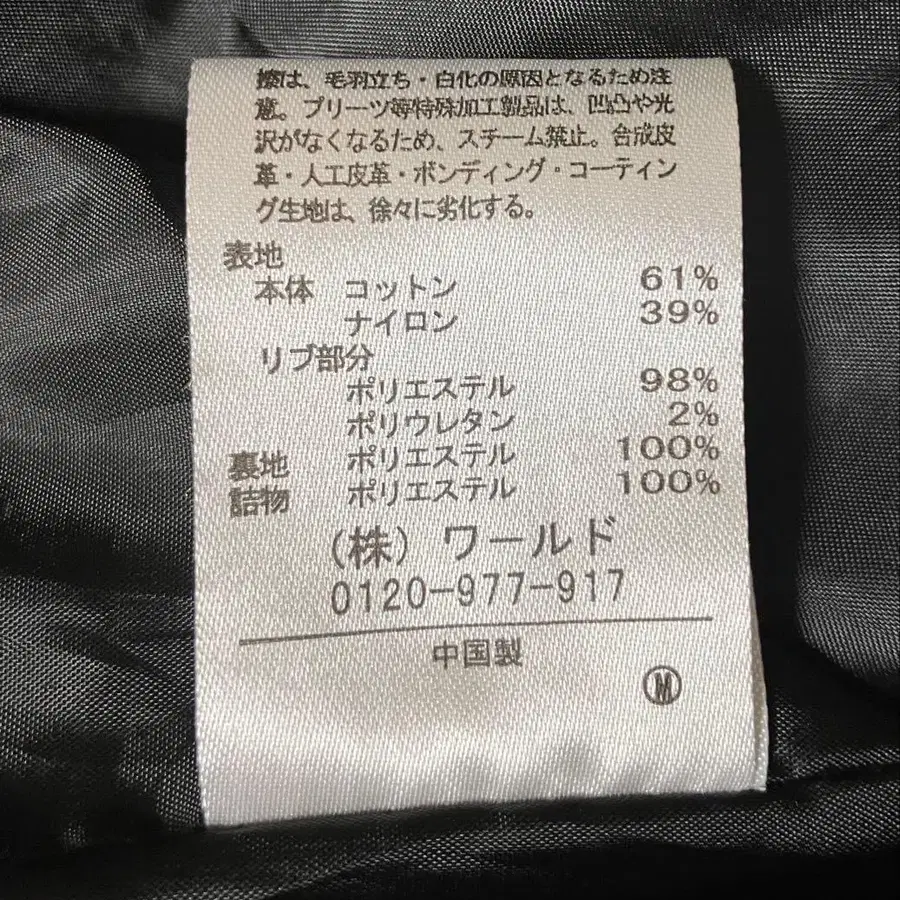 擦は、毛羽立ち・白化の原因となるため注
意。プリーツ等特殊加工製品は、凹凸や光
沢がなくなるため、スチーム禁止。合成皮
革・人工皮革・ボンディング・コーティン
グ生地は、徐々に劣化する。
表地
本体 コットン 61%
ナイロン 39%
リブ部分
ポリエステル 98%
ポリウレタン 2%
裏地 ポリエステル 100%
詰物 ポリエステル 100%
(株) ワールド
0120-977-917
中国製
Ⓜ